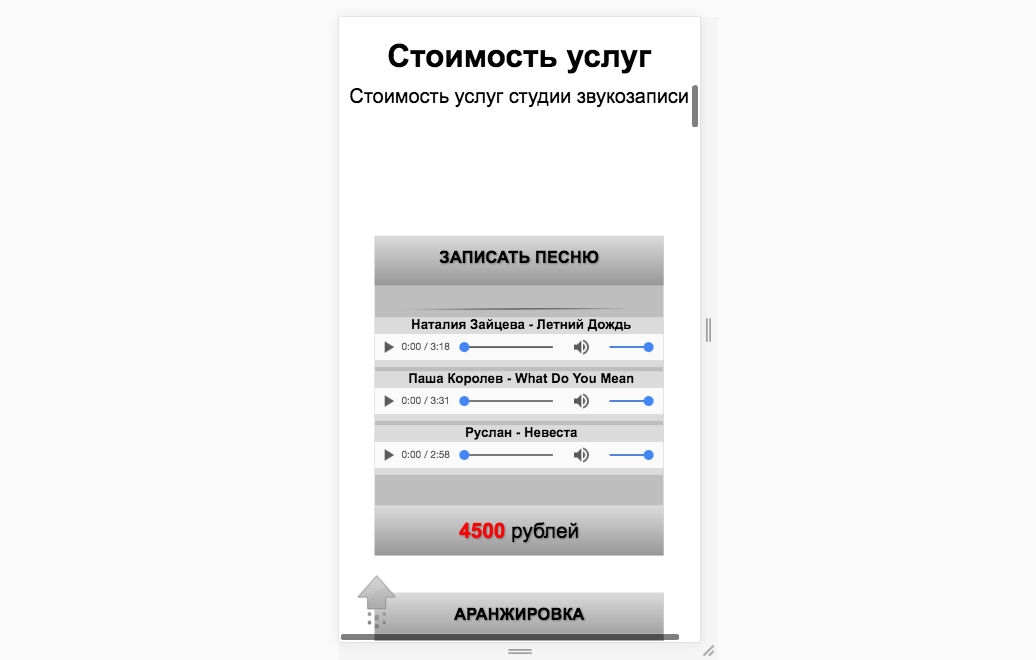 Стоимость услуг
Стоимость услуг студии звукозаписи
ЗАПИСАТЬ ПЕСНЮ
Наталия Зайцева - Летний Дождь
0:00 / 3:18
Паша Королев - What Do You Mean
0:00 / 3:31
Руслан - Невеста
0:00 / 2:58
4500 рублей
АРАНЖИРОВКА